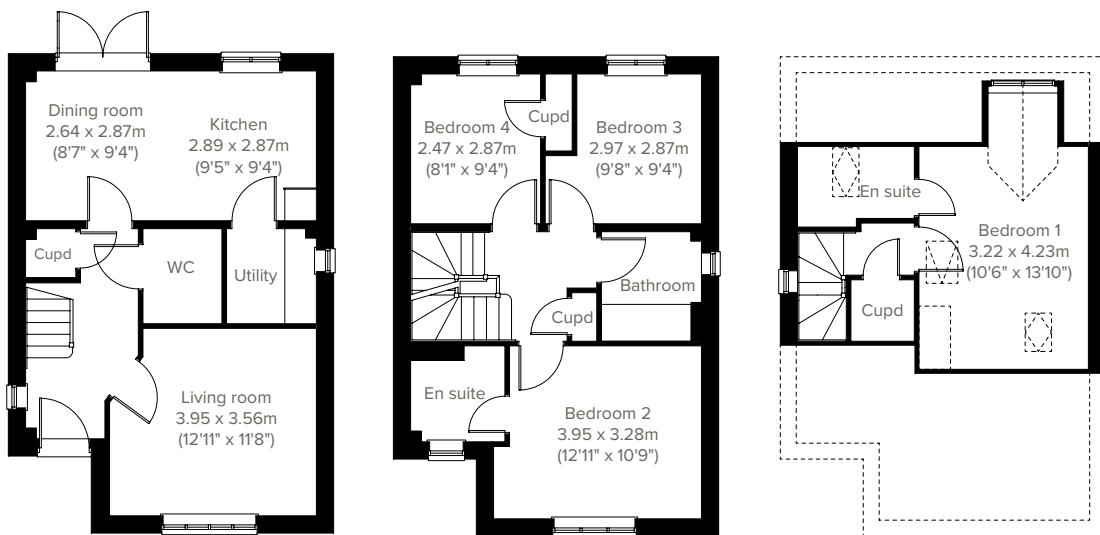 Dining room
2.64 x 2.87m
(8'7" x 9'4")
Kitchen
2.89 x 2.87m
(9'5" x 9'4")
Cupd
WC
Utility
Living room
3.95 x 3.56m
(12'11" x 11'8")
Bedroom 4
2.47 x 2.87m
(8'1" x 9'4")
Cupd
Bedroom 3
2.97 x 2.87m
(9'8" x 9'4")
Bathroom
Cupd
En suite
Bedroom 2
3.95 x 3.28m
(12'11" x 10'9")
En suite
Bedroom 1
3.22 x 4.23m
(10'6" x 13'10")
Cupd